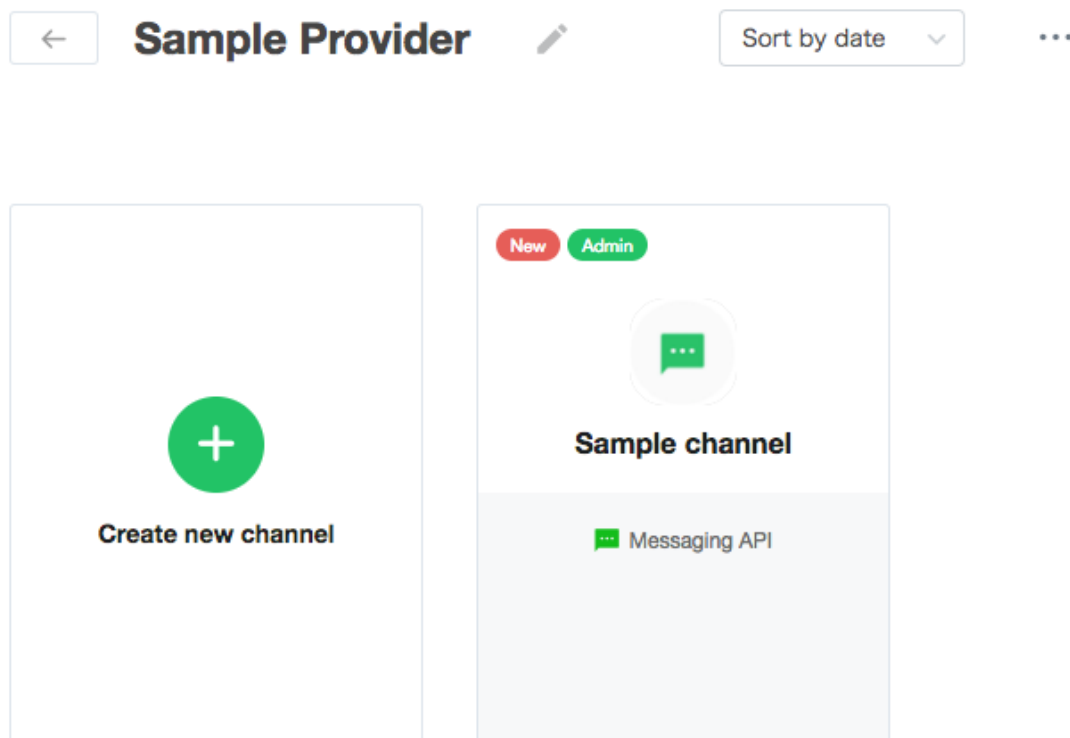 Sample Provider
Sort by date
New Admin
Sample channel
Create new channel
Messaging API